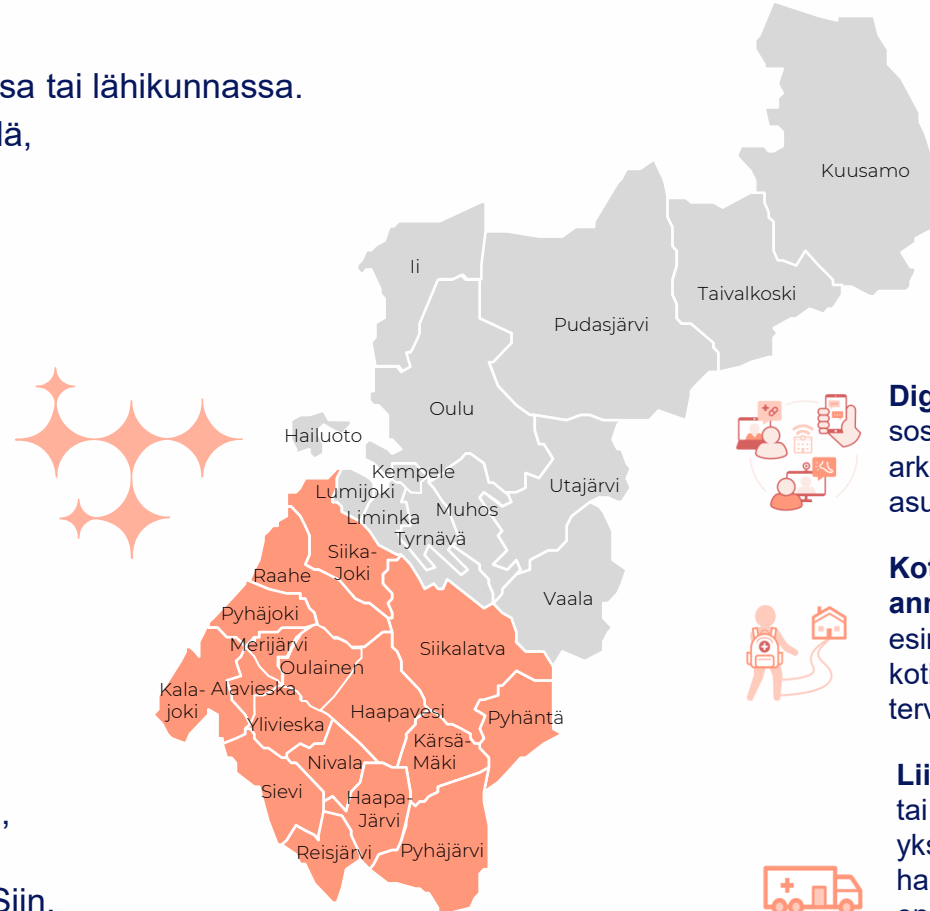 sa tai lähikunnassa.
lä,
Kuusamo
Ii
Taivalkoski
Pudasjärvi
Oulu
Hailuoto
Kempele
Lumijoki
Utajärvi
Muhos
Liminka
Tyrnävä
Siika-
Joki
Raahe
Vaala
Pyhäjoki
Merijärvi
Siikalatva
Oulainen
Kala-
joki
Alavieska
Haapavesi
Pyhäntä
Ylivieska
Kärsä-
Mäki
Nivala
Sievi
Haapa-
Järvi
Reisjärvi
Pyhäjärvi
,
Siin.
Dig
sos
ark
asu
Kot
ann
esir
koti
terv
Lii
tai
yks
ha